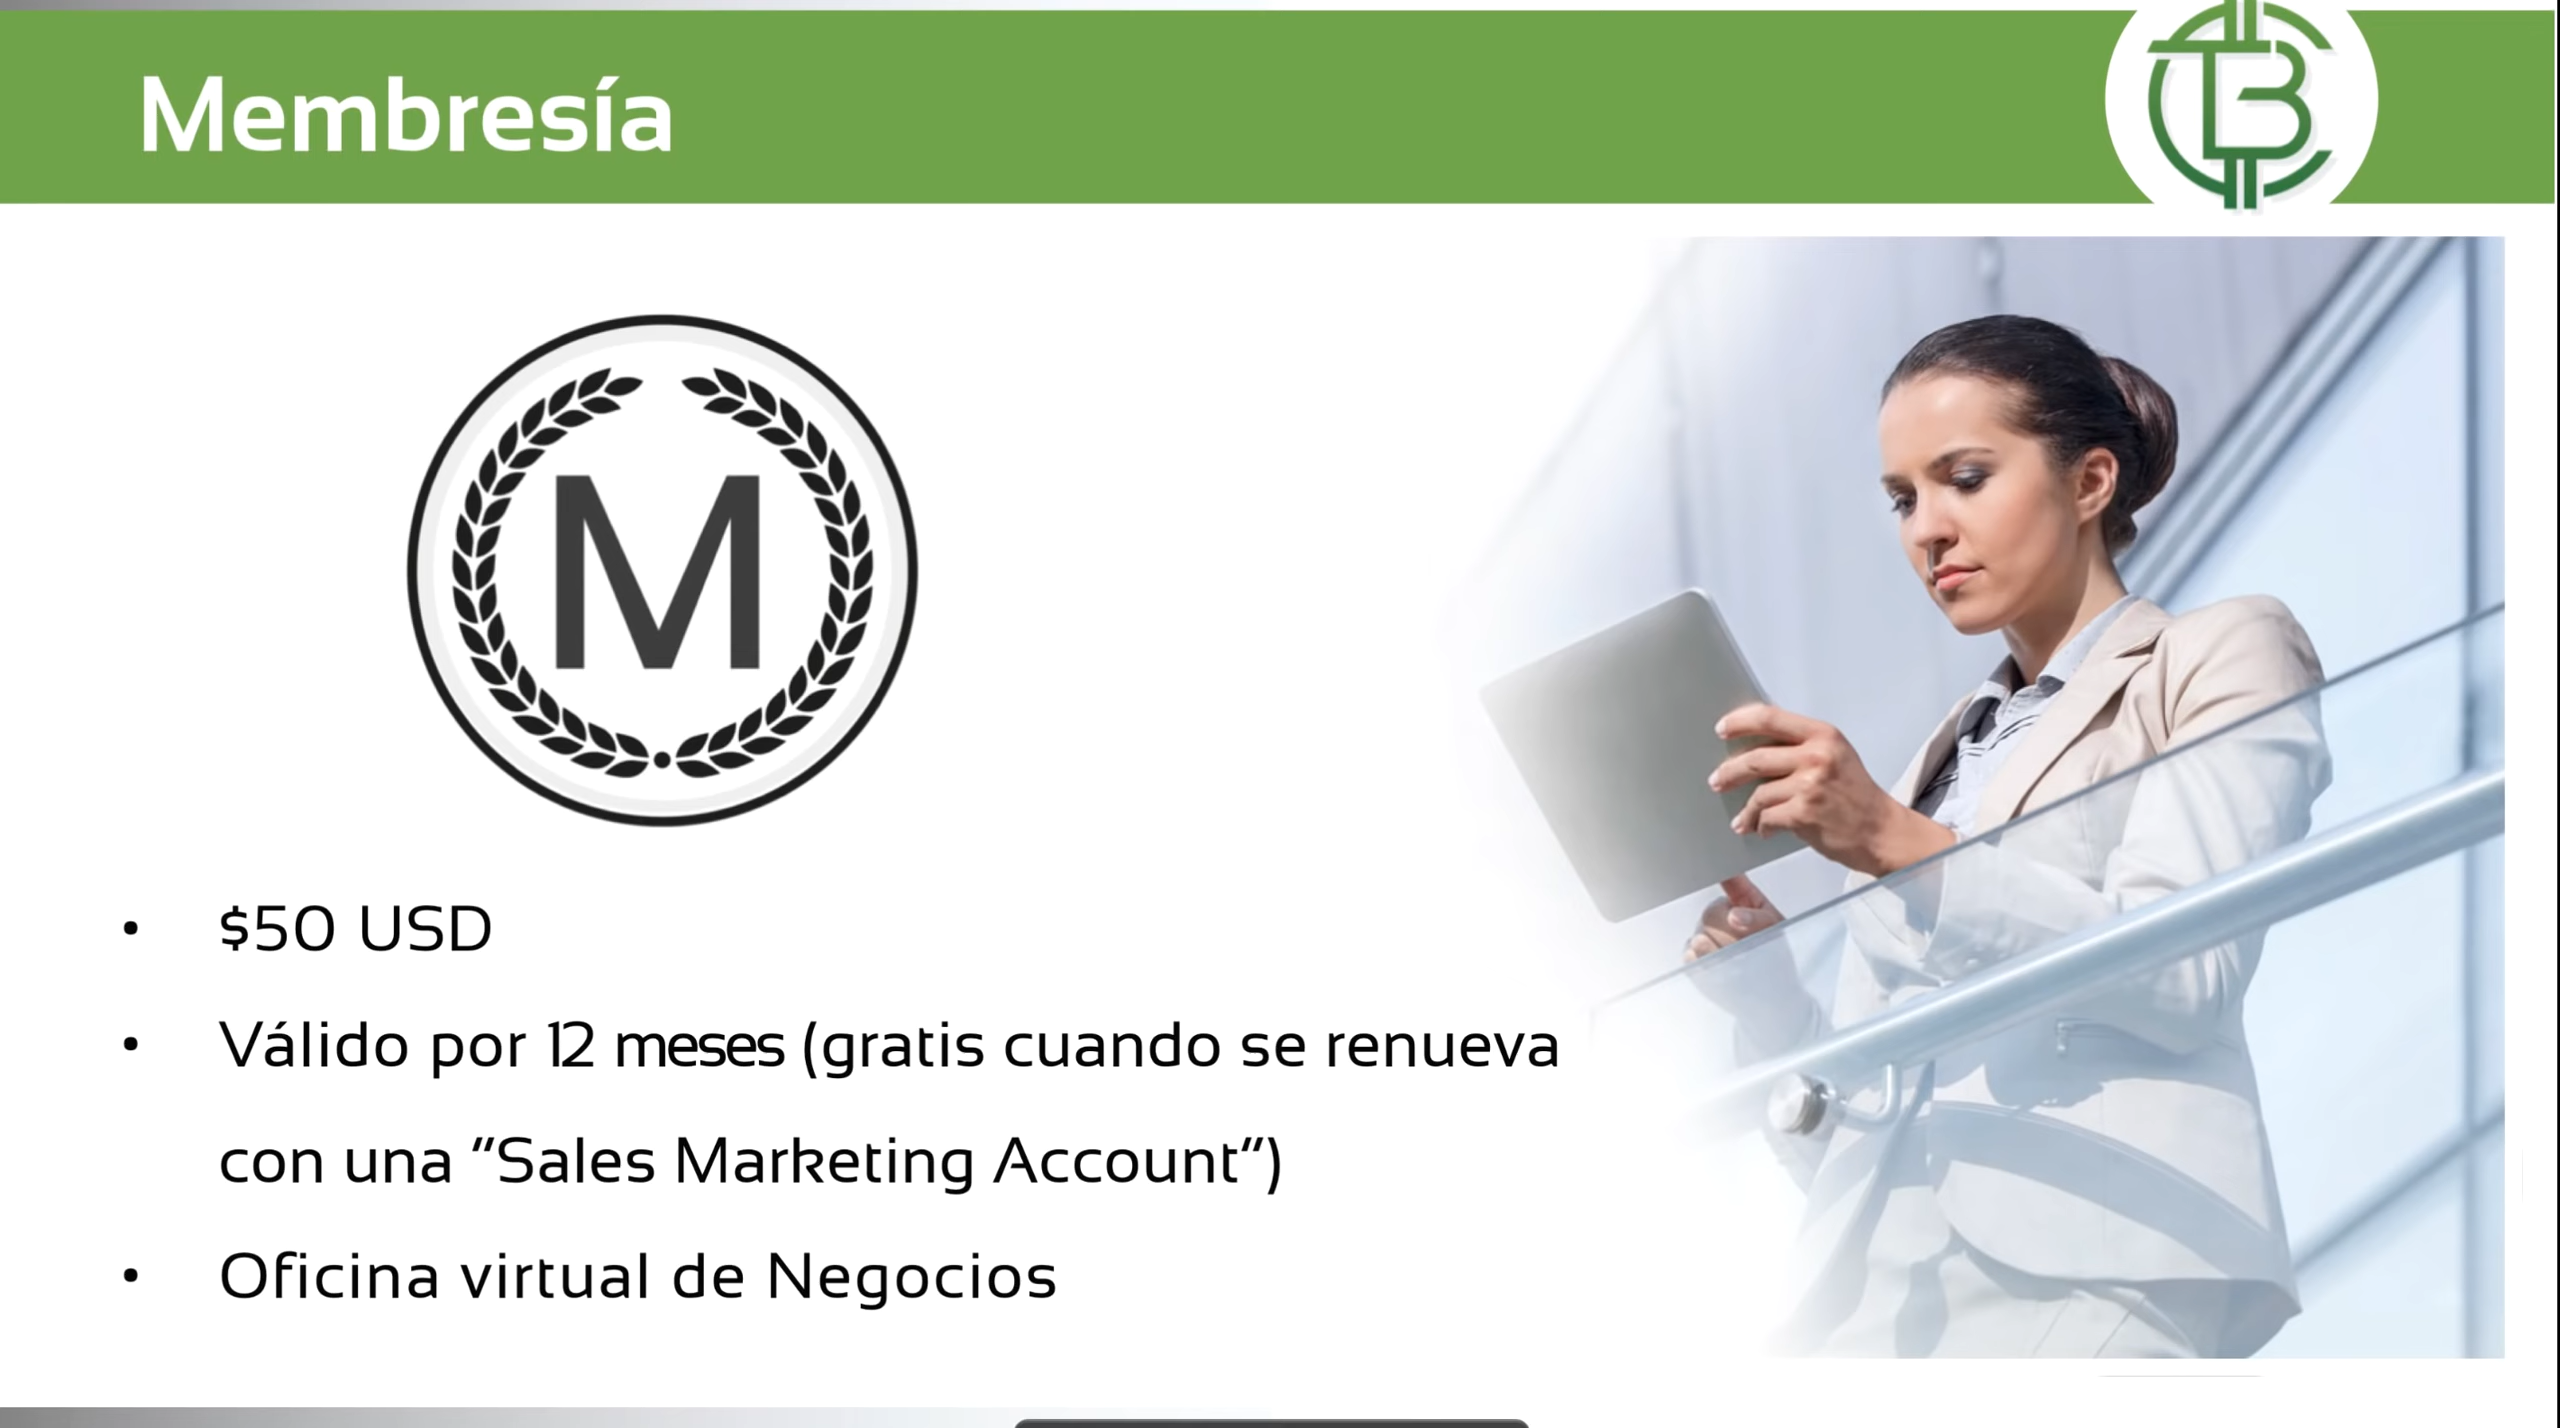 Membresía
M
• $50 USD
• Válido por 12 meses (gratis cuando se renueva
con una “Sales Marketing Account“)
• Oficina virtual de Negocios